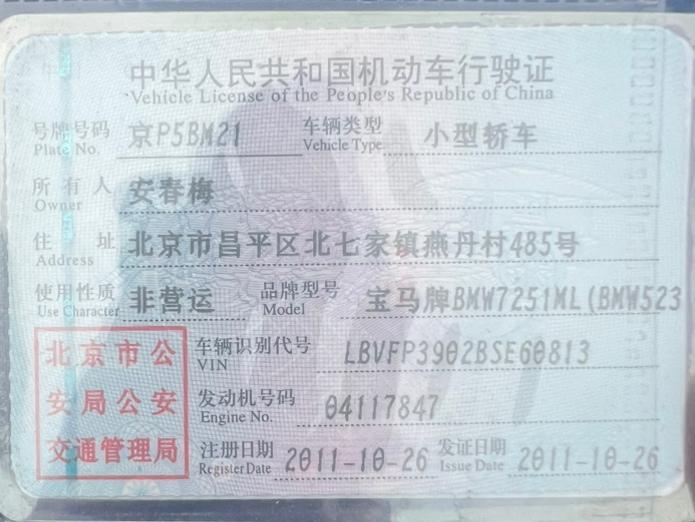 中华人民共和国机动车行驶证
Vehicle License of the People's Republic of China
号牌号码 京P5BM21 车辆类型 小型轿车
Plate No. Vehicle Type
所有人 安春梅
Owner
住址 北京市昌平区北七家镇燕丹村485号
Address
使用性质 非营运 品牌型号 宝马牌BMW7251ML(BMW523
Use Character Model
北京市公安局公安交通管理局
车辆识别代号 LBVFP3902BSE60813
VIN
发动机号码 04117847
Engine No.
注册日期 2011-10-26 发证日期 2011-10-26
Register Date Issue Date